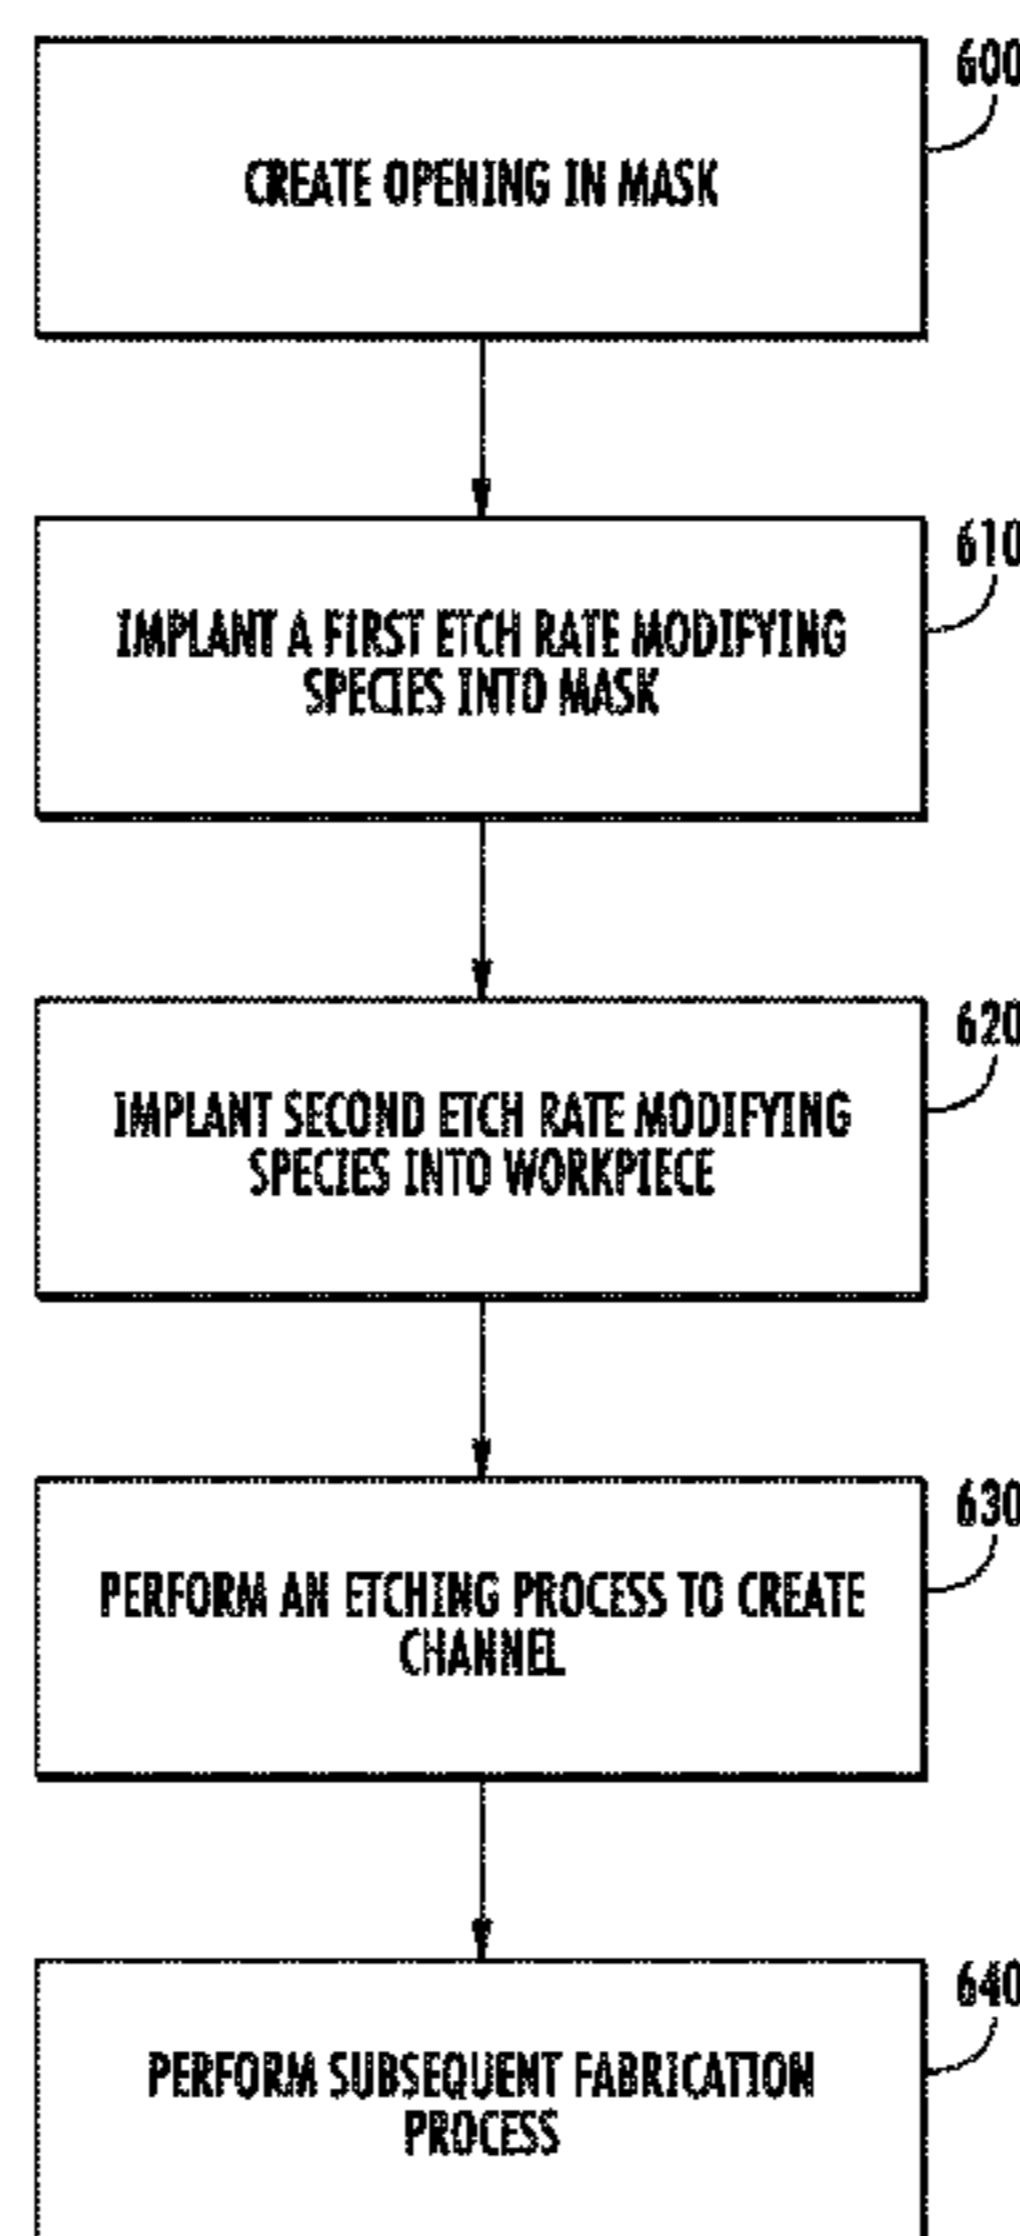 600
CREATE OPENING IN MASK
610
IMPLANT A FIRST ETCH RATE MODIFYING
SPECIES INTO MASK
620
IMPLANT SECOND ETCH RATE MODIFYING
SPECIES INTO WORKPIECE
630
PERFORM AN ETCHING PROCESS TO CREATE
CHANNEL
640
PERFORM SUBSEQUENT FABRICATION
PROCESS